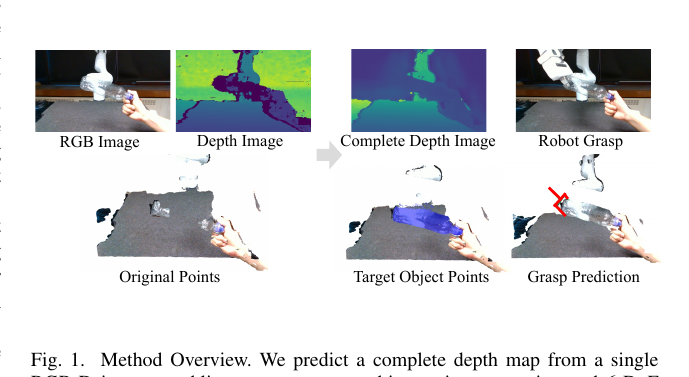 RGB Image
Depth Image
Complete Depth Image
Robot Grasp
Original Points
Target Object Points
Grasp Prediction
Fig. 1. Method Overview. We predict a complete depth map from a single